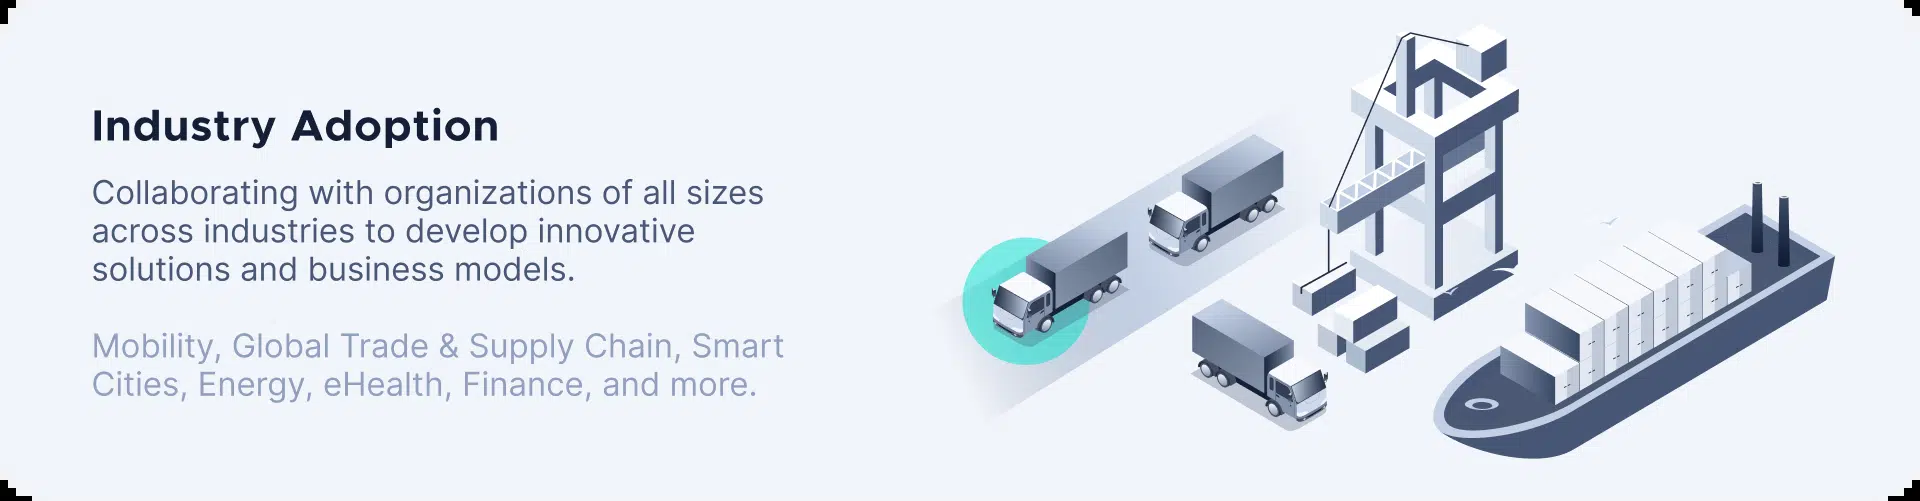 Industry Adoption
Collaborating with organizations of all sizes
across industries to develop innovative
solutions and business models.
Mobility, Global Trade & Supply Chain, Smart
Cities, Energy, eHealth, Finance, and more.